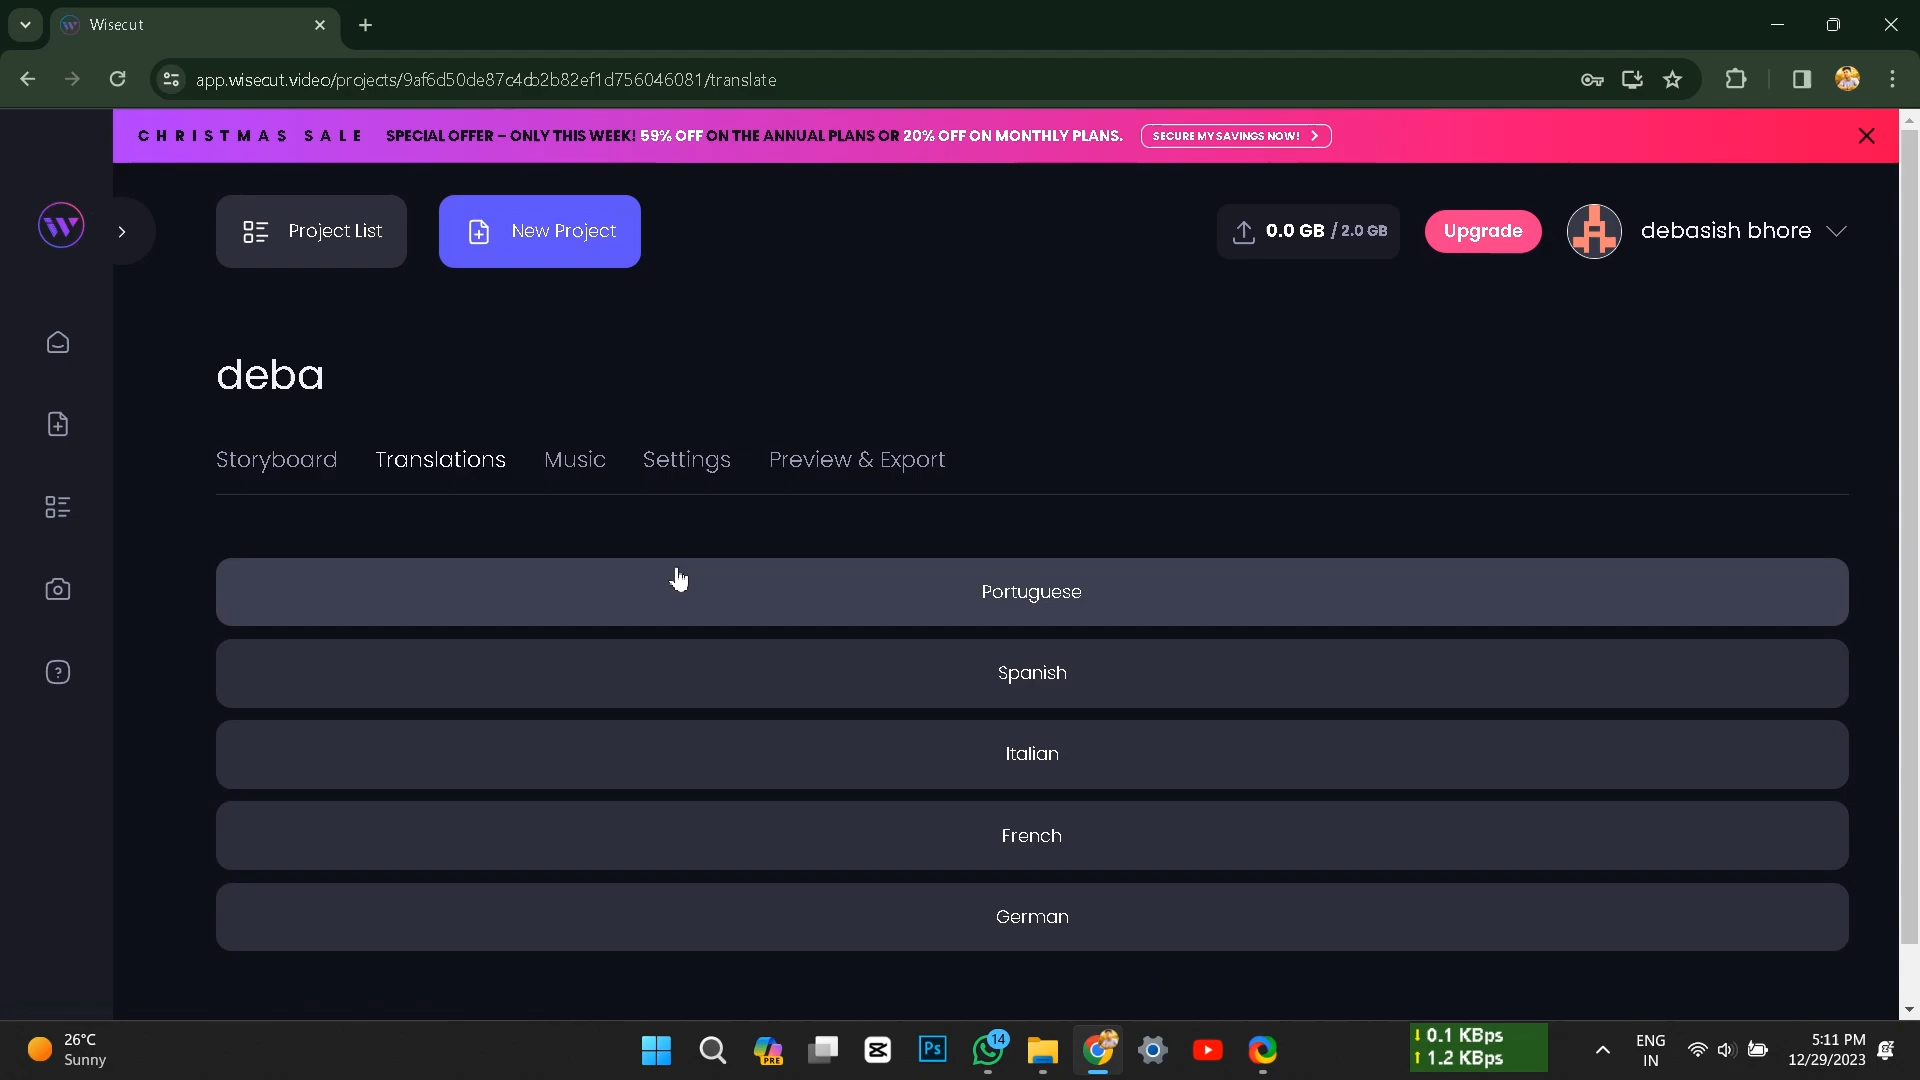 Wisecut
app.wisecut.video/projects/9af6d50de87c4cb2b82ef1d756046081/translate
CHRISTMAS SALE SPECIAL OFFER – ONLY THIS WEEK! 59% OFF ON THE ANNUAL PLANS OR 20% OFF ON MONTHLY PLANS. SECURE MY SAVINGS NOW!
Project List New Project 0.0 GB / 2.0 GB Upgrade debasish bhore
deba
Storyboard Translations Music Settings Preview & Export
Portuguese
Spanish
Italian
French
German
26°C
Sunny
PRE
Ps
14
0.1 KBps
1.2 KBps
ENG
IN
5:11 PM
12/29/2023